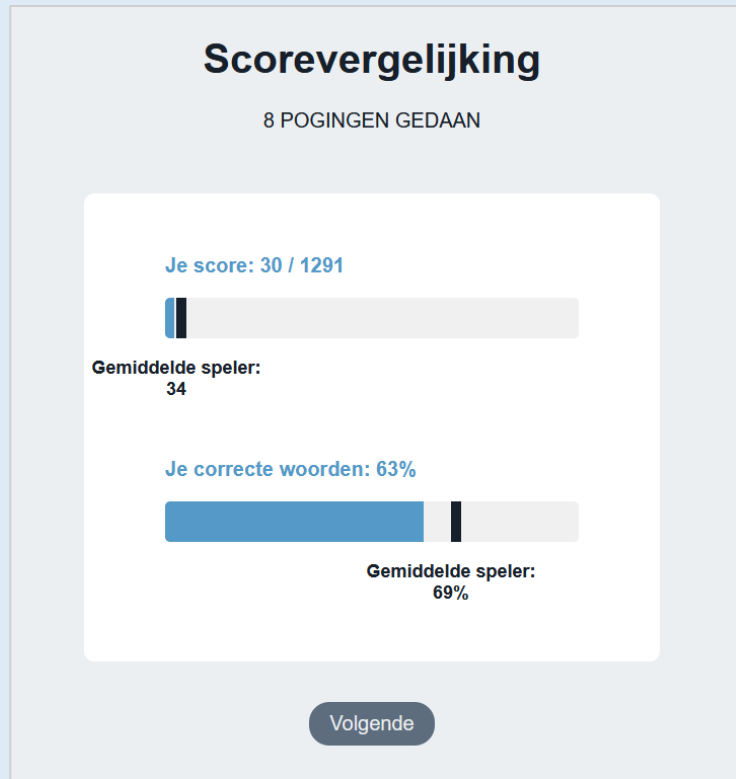 Scorevergelijking
8 POGINGEN GEDAAN
Je score: 30 / 1291
Gemiddelde speler:
34
Je correcte woorden: 63%
Gemiddelde speler:
69%
Volgende